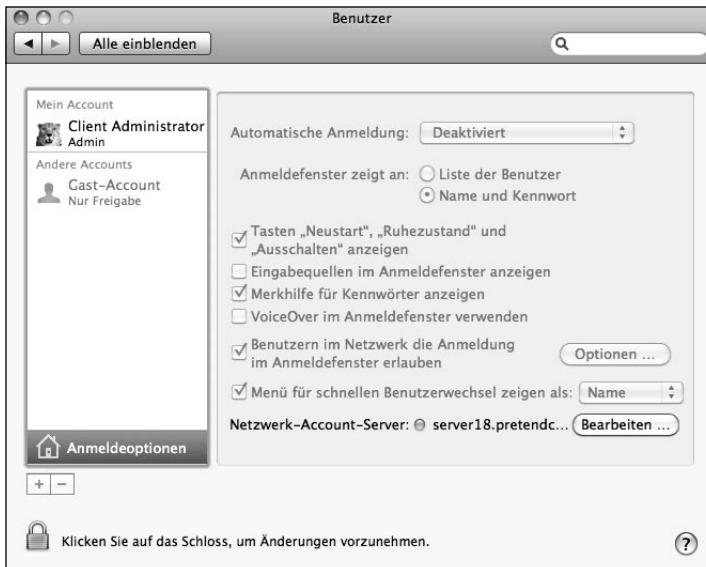 Benutzer
Alle einblenden
Mein Account
Client Administrator
Admin
Andere Accounts
Gast-Account
Nur Freigabe
Anmeldeoptionen
+ −
Automatische Anmeldung: Deaktiviert
Anmeldefenster zeigt an: Liste der Benutzer
Name und Kennwort
Tasten „Neustart“, „Ruhezustand“ und
„Ausschalten“ anzeigen
Eingabequellen im Anmeldefenster anzeigen
Merkhilfe für Kennwörter anzeigen
VoiceOver im Anmeldefenster verwenden
Benutzern im Netzwerk die Anmeldung
im Anmeldefenster erlauben
Optionen ...
Menü für schnellen Benutzerwechsel zeigen als: Name
Netzwerk-Account-Server: server18.pretendc... Bearbeiten ...
Klicken Sie auf das Schloss, um Änderungen vorzunehmen.
?